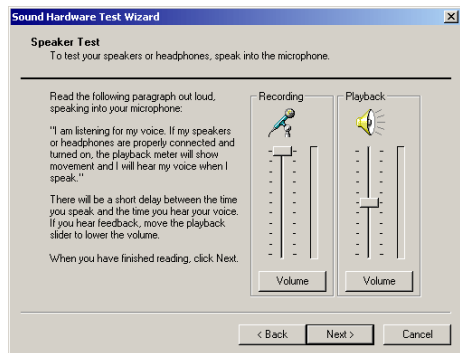 Sound Hardware Test Wizard
Speaker Test
To test your speakers or headphones, speak into the microphone.
Read the following paragraph out loud,
speaking into your microphone:
"I am listening for my voice. If my speakers
or headphones are properly connected and
turned on, the playback meter will show
movement and I will hear my voice when I
speak."
There will be a short delay between the time
you speak and the time you hear your voice.
If you hear feedback, move the playback
slider to lower the volume.
When you have finished reading, click Next.
Recording
Volume
Playback
Volume
< Back
Next >
Cancel